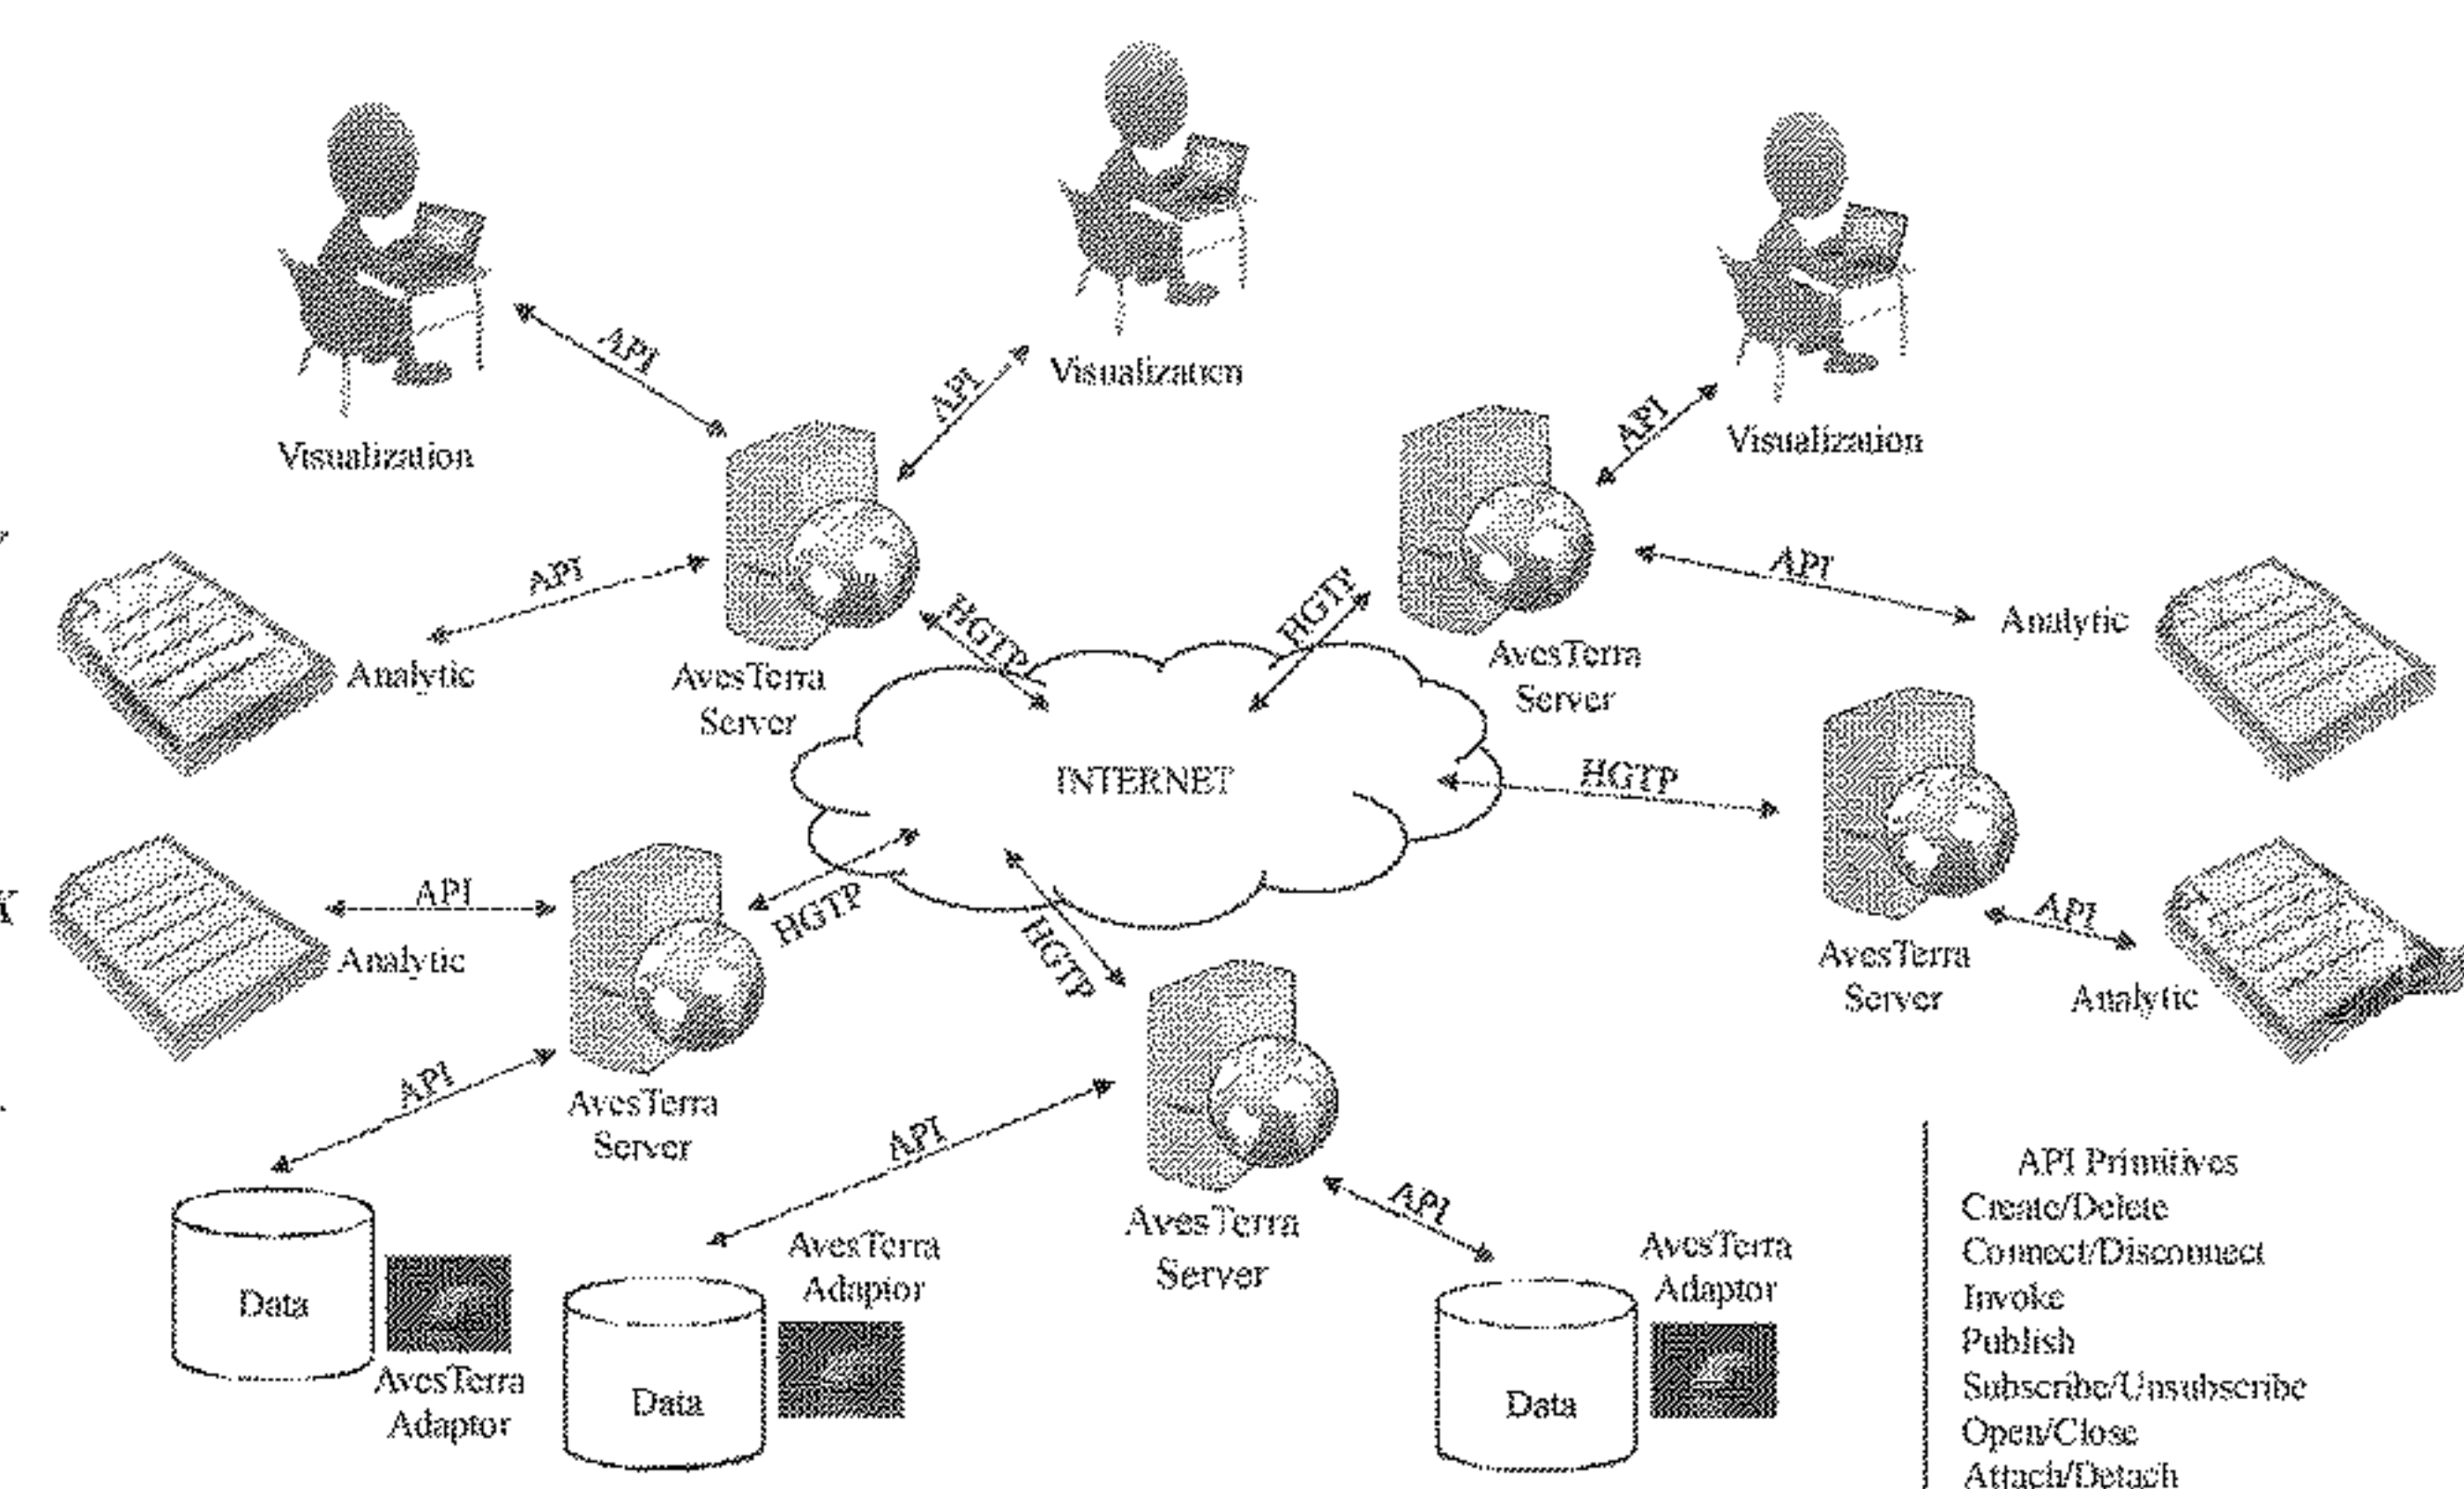 API
API
Visualization
API
Visualization
Visualization
API
API
Analytic
HGTP
HGTP
Analytic
AvesTerra
Server
AvesTerra
Server
INTERNET
HGTP
API
Analytic
HGTP
HGTP
API
AvesTerra
Server
Analytic
API
AvesTerra
Server
API
AvesTerra
Server
API
Data
AvesTerra
Adaptor
AvesTerra
Adaptor
Data
AvesTerra
Adaptor
Data
API Primitives
Create/Delete
Connect/Disconnect
Invoke
Publish
Subscribe/Unsubscribe
Open/Close
Attach/Detach